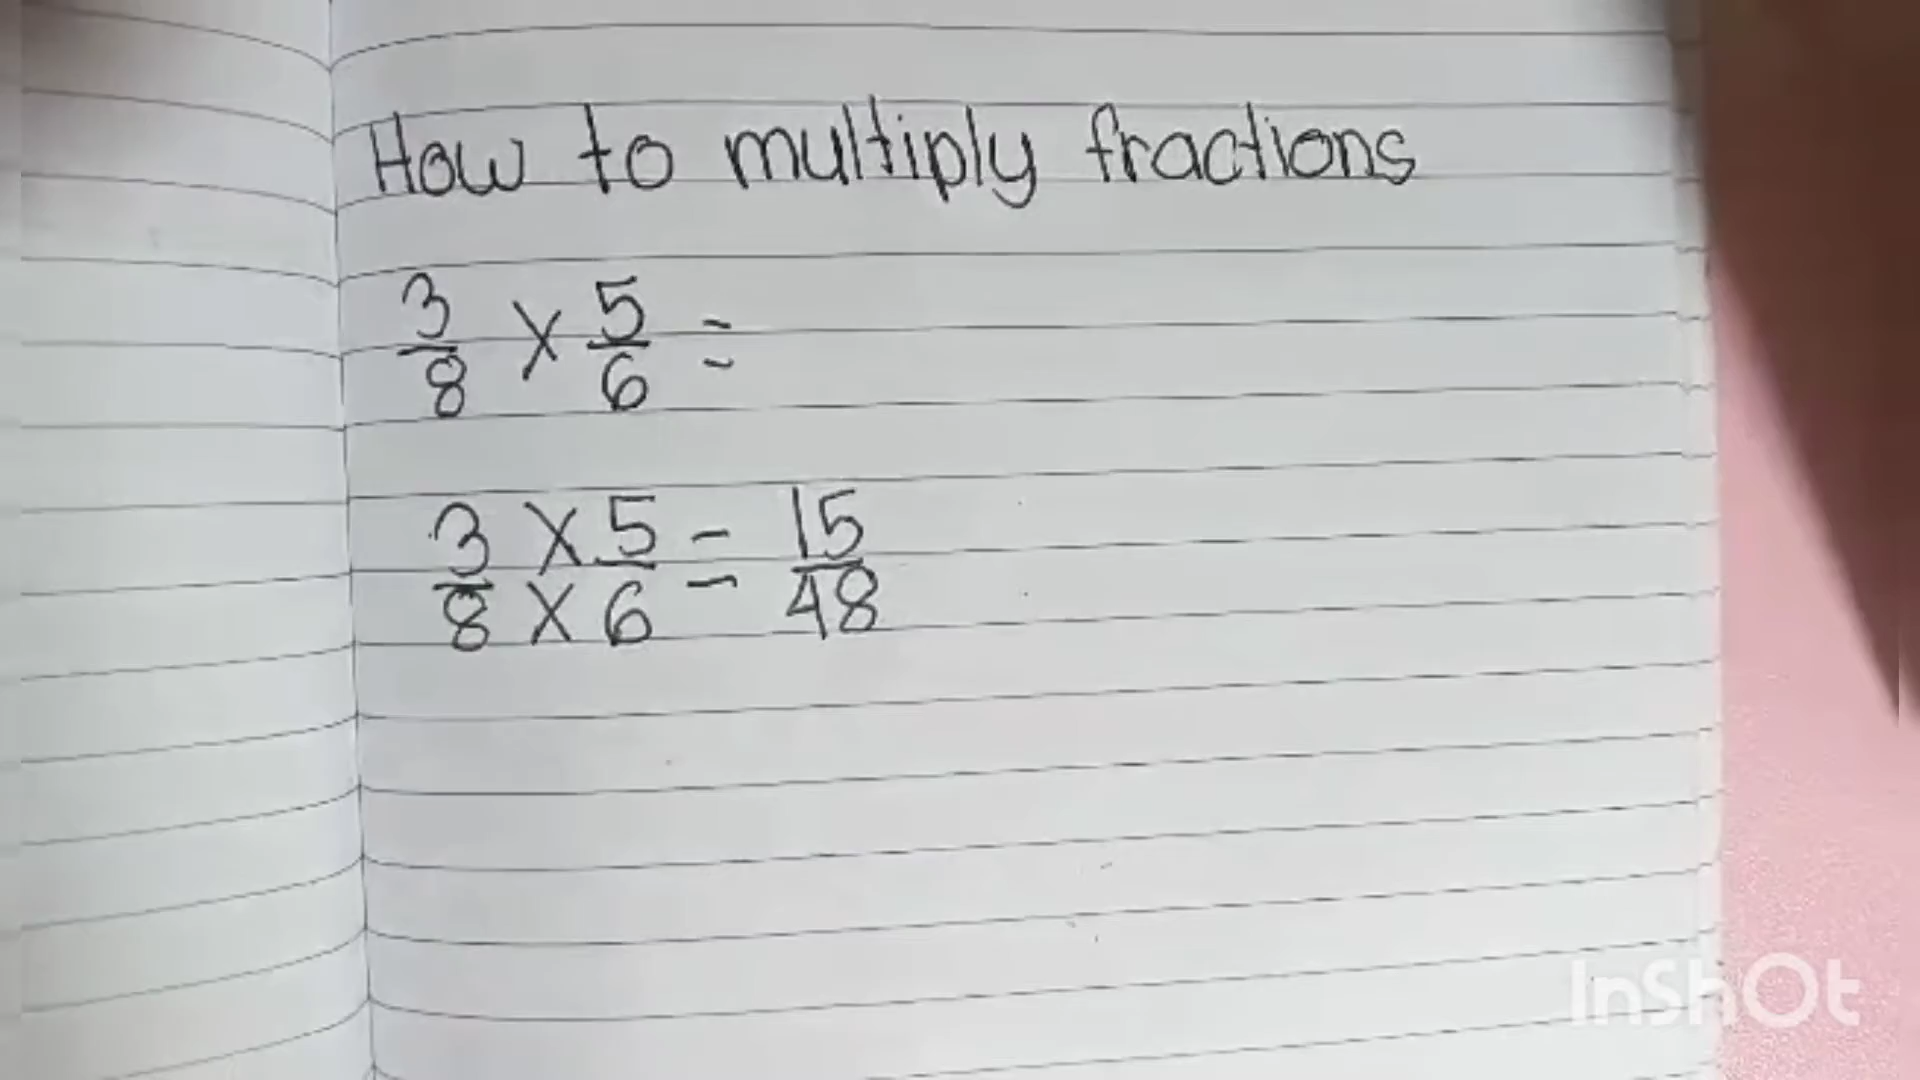 How to multiply fractions
3/8 X 5/6 =
3 X 5 / 8 X 6 = 15/48
InShOt